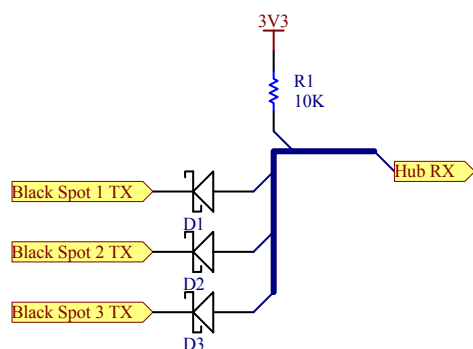 3V3
R1
10K
Hub RX
Black Spot 1 TX
D1
Black Spot 2 TX
D2
Black Spot 3 TX
D3